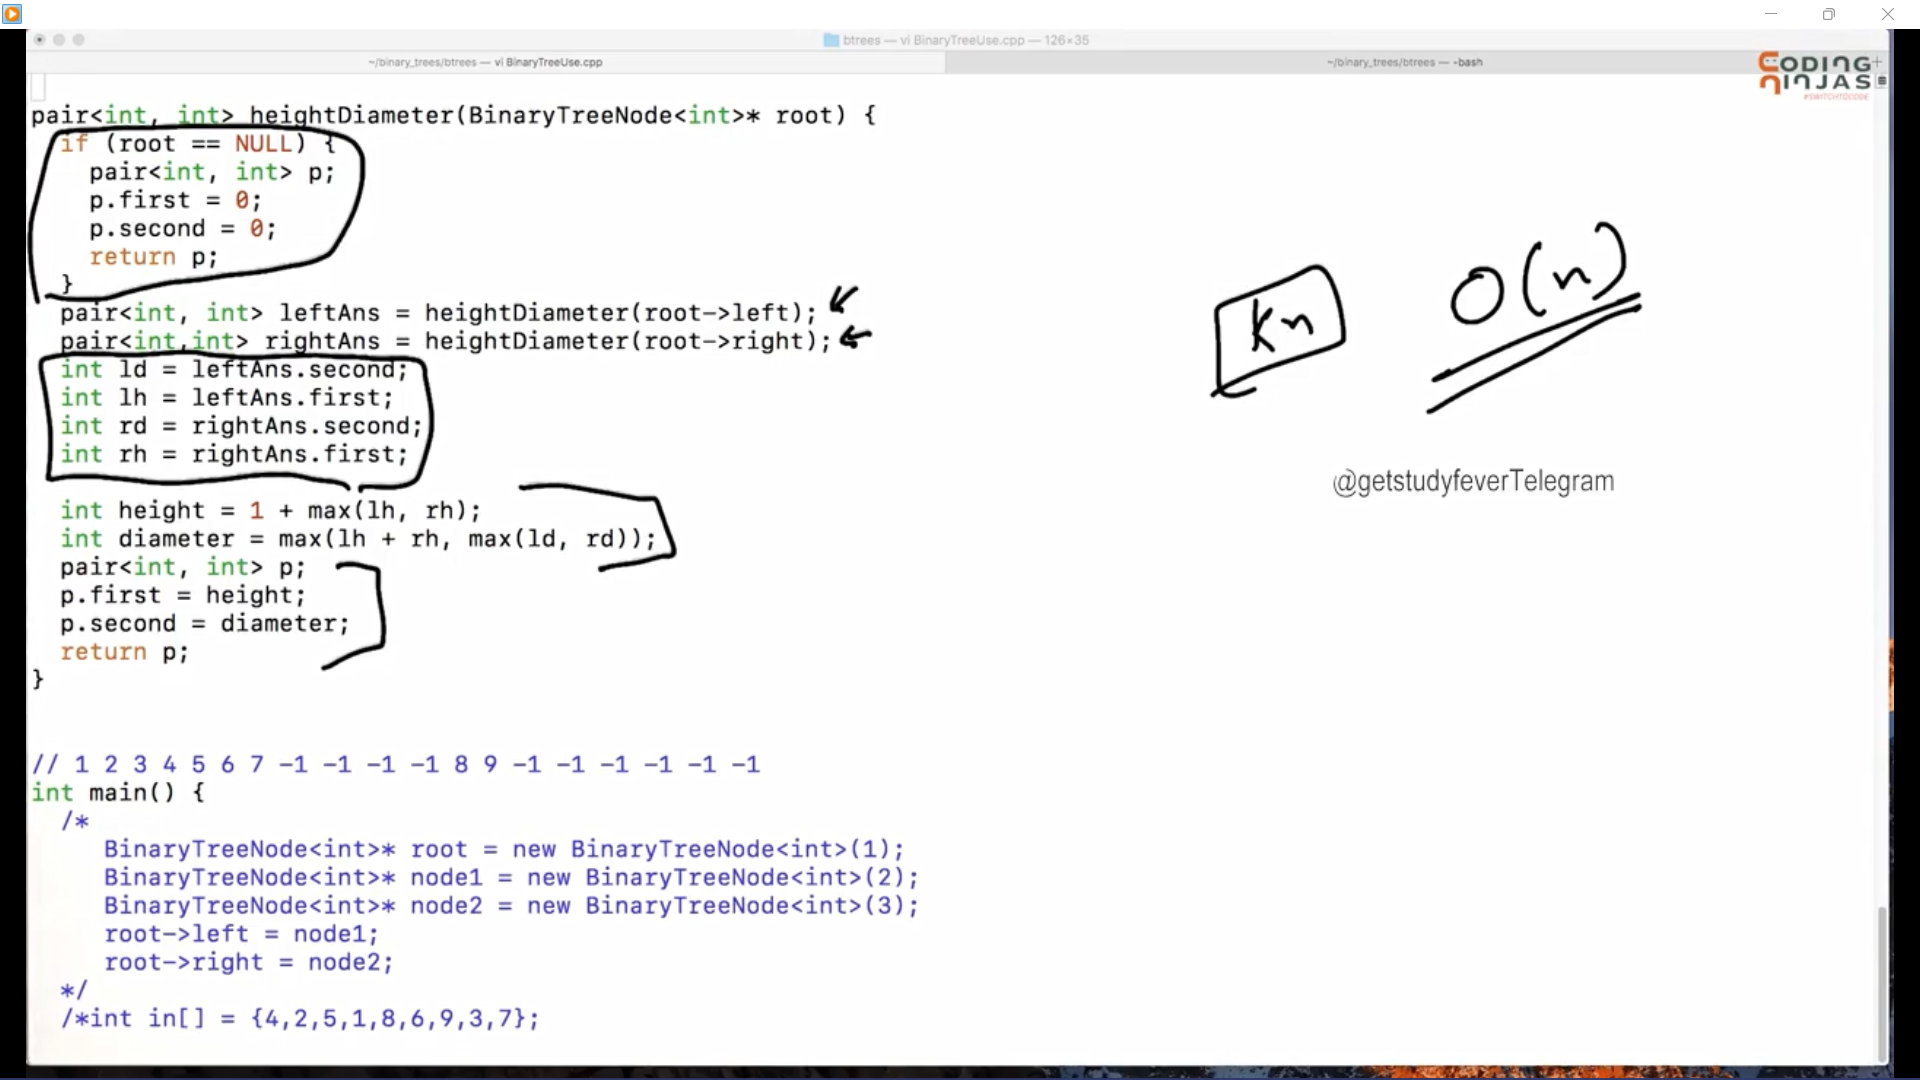 btrees — vi BinaryTreeUse.cpp — 126×35
~/binary_trees/btrees — vi BinaryTreeUse.cpp
~/binary_trees/btrees — -bash
CODING
NINJAS
#SWITCHTOCODE
pair<int, int> heightDiameter(BinaryTreeNode<int>* root) {
if (root == NULL) {
pair<int, int> p;
p.first = 0;
p.second = 0;
return p;
}
pair<int, int> leftAns = heightDiameter(root->left);
pair<int,int> rightAns = heightDiameter(root->right);
int ld = leftAns.second;
int lh = leftAns.first;
int rd = rightAns.second;
int rh = rightAns.first;
int height = 1 + max(lh, rh);
int diameter = max(lh + rh, max(ld, rd));
pair<int, int> p;
p.first = height;
p.second = diameter;
return p;
}
kn
O(n)
@getstudyfeverTelegram
// 1 2 3 4 5 6 7 -1 -1 -1 -1 8 9 -1 -1 -1 -1 -1 -1
int main() {
/*
BinaryTreeNode<int>* root = new BinaryTreeNode<int>(1);
BinaryTreeNode<int>* node1 = new BinaryTreeNode<int>(2);
BinaryTreeNode<int>* node2 = new BinaryTreeNode<int>(3);
root->left = node1;
root->right = node2;
*/
/*int in[] = {4,2,5,1,8,6,9,3,7};